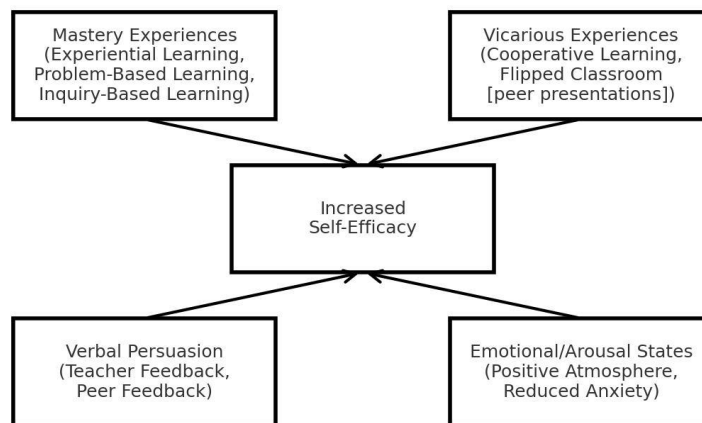 Mastery Experiences
(Experiential Learning,
Problem-Based Learning,
Inquiry-Based Learning)
Vicarious Experiences
(Cooperative Learning,
Flipped Classroom
[peer presentations])
Increased
Self-Efficacy
Verbal Persuasion
(Teacher Feedback,
Peer Feedback)
Emotional/Arousal States
(Positive Atmosphere,
Reduced Anxiety)